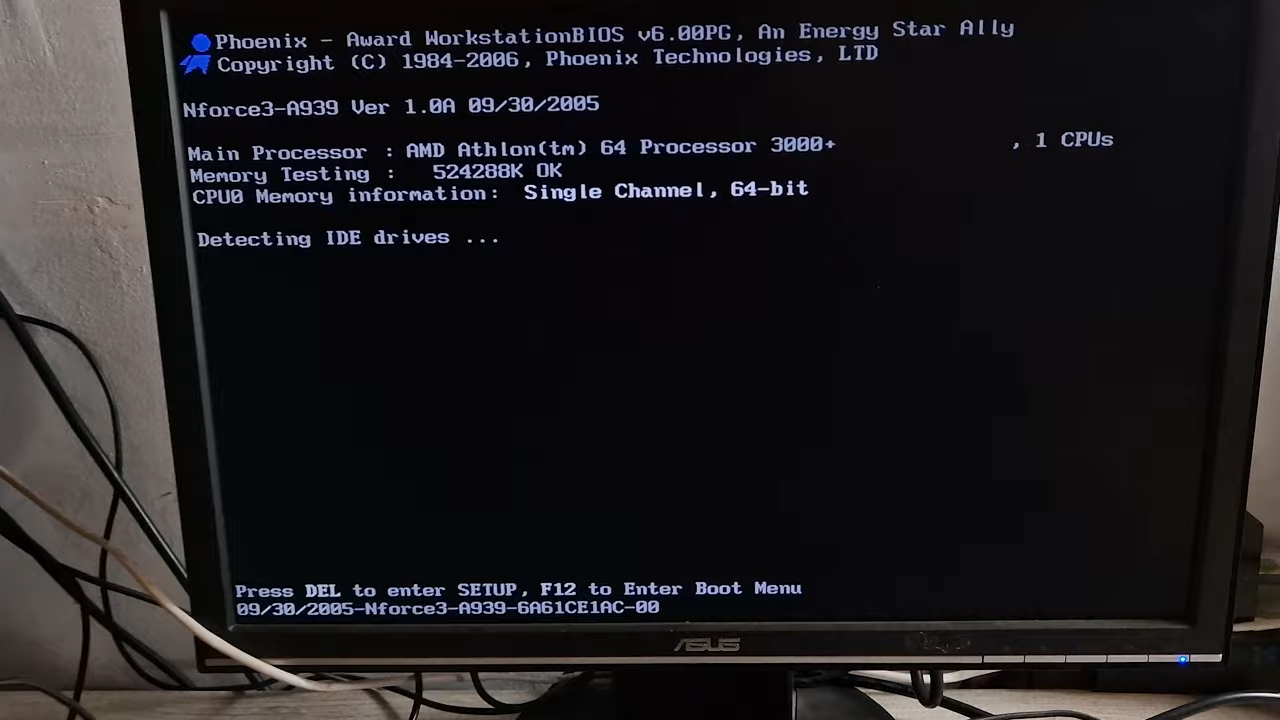 Phoenix - Award WorkstationBIOS v6.00PG, An Energy Star Ally
Copyright (C) 1984-2006, Phoenix Technologies, LTD
Nforce3-A939 Ver 1.0A 09/30/2005
Main Processor : AMD Athlon(tm) 64 Processor 3000+ , 1 CPUs
Memory Testing : 524288K OK
CPU0 Memory information: Single Channel, 64-bit
Detecting IDE drives ...
Press DEL to enter SETUP, F12 to Enter Boot Menu
09/30/2005-Nforce3-A939-6A61CE1AC-00
ASUS